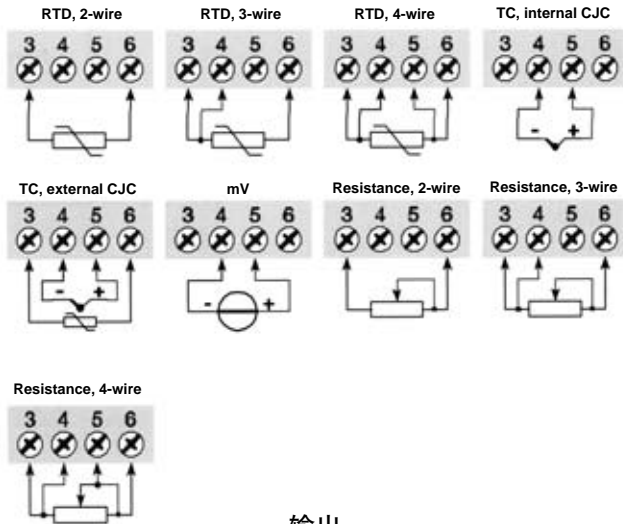 RTD, 2-wire
3 4 5 6
RTD, 3-wire
3 4 5 6
RTD, 4-wire
3 4 5 6
TC, internal CJC
3 4 5 6
- +
TC, external CJC
3 4 5 6
- +
mV
3 4 5 6
- +
Resistance, 2-wire
3 4 5 6
Resistance, 3-wire
3 4 5 6
Resistance, 4-wire
3 4 5 6